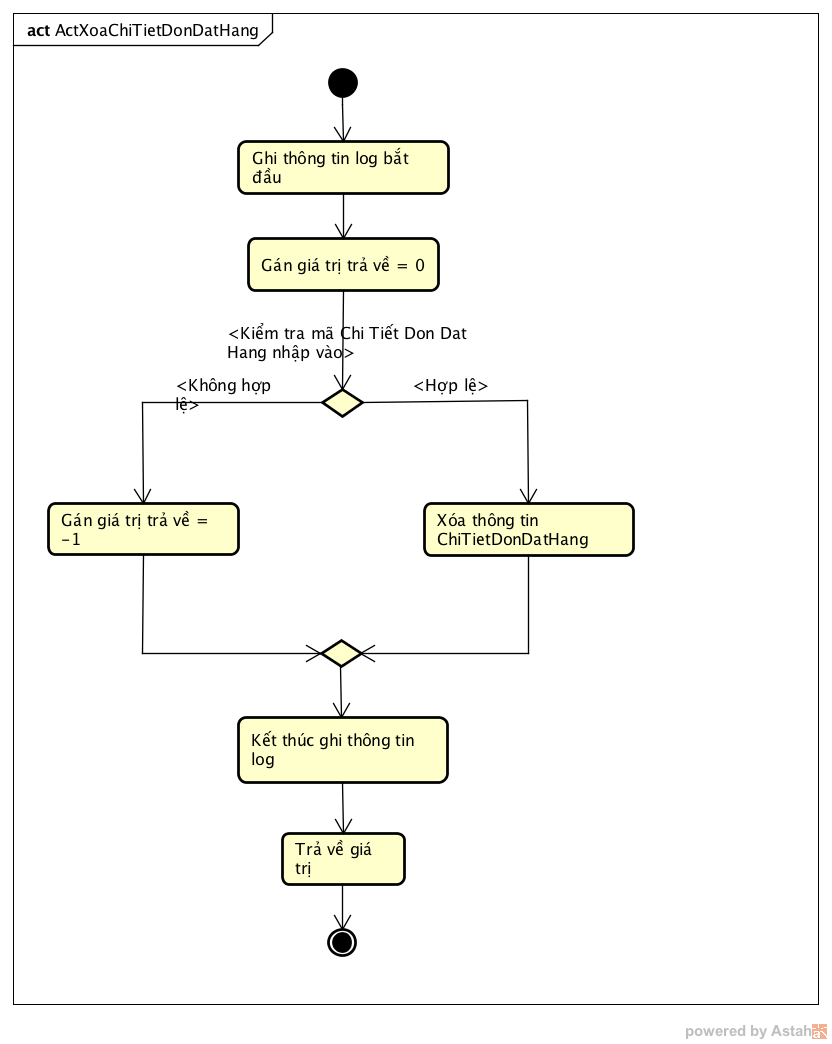 act ActXoaChiTietDonDatHang
Ghi thông tin log bắt
đầu
Gán giá trị trả về = 0
<Kiểm tra mã Chi Tiết Don Dat
Hang nhập vào>
<Không hợp
lệ>
<Hợp lệ>
Gán giá trị trả về =
-1
Xóa thông tin
ChiTietDonDatHang
Kết thúc ghi thông tin
log
Trả về giá
trị
powered by Astah